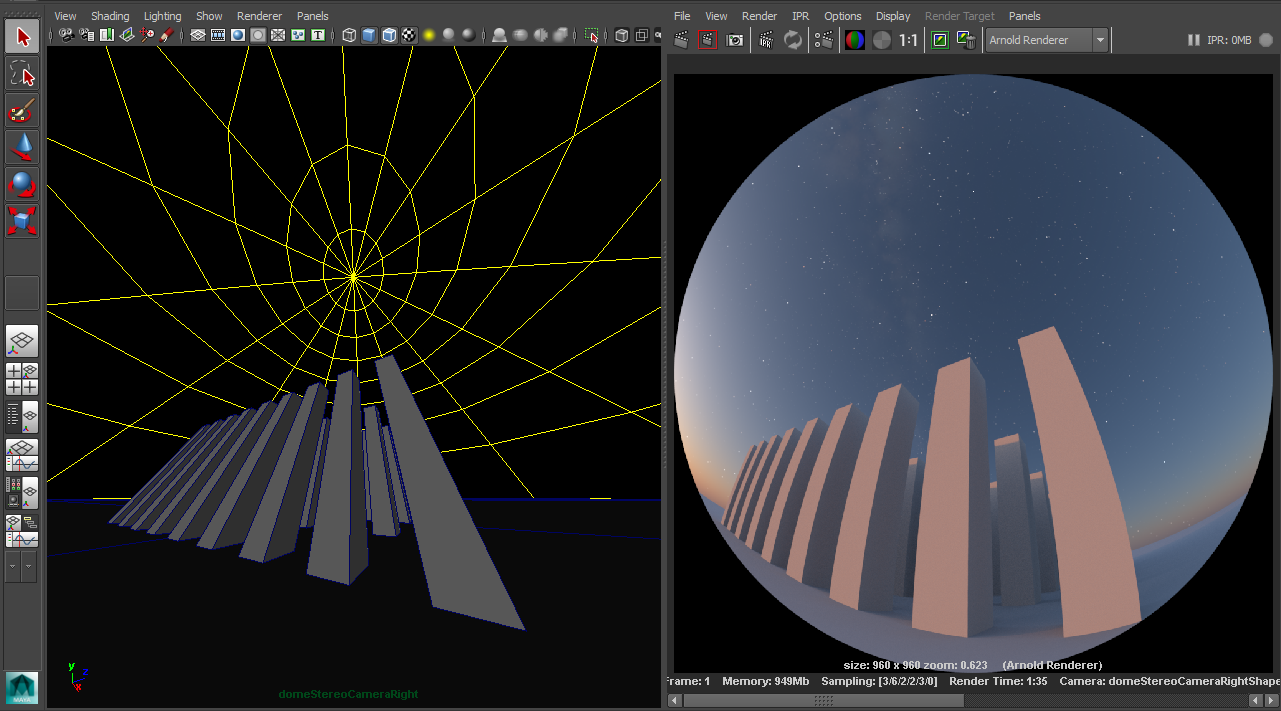 View Shading Lighting Show Renderer Panels
File View Render IPR Options Display Render Target Panels
T
1:1
Arnold Renderer
IPR: 0MB
size: 960 x 960 zoom: 0.623 (Arnold Renderer)
Frame: 1 Memory: 949Mb Sampling: [3/6/2/2/3/0] Render Time: 1:35 Camera: domeStereoCameraRightShape
y
z
x
domeStereoCameraRight